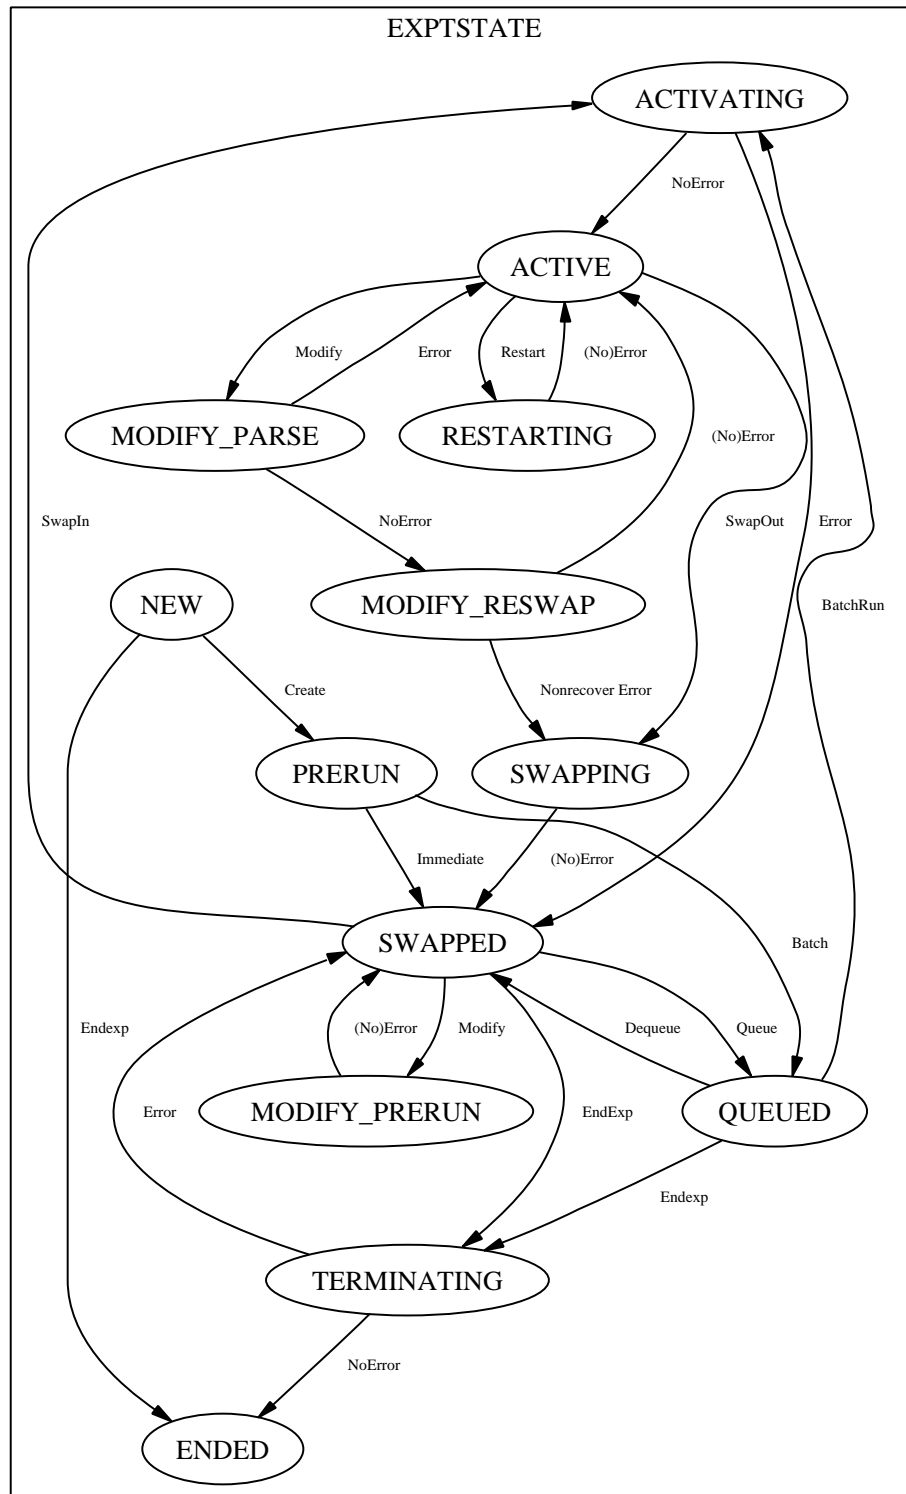 EXPTSTATE
ACTIVATING
NoError
ACTIVE
Modify
Error
Restart
(No)Error
MODIFY_PARSE
RESTARTING
(No)Error
SwapIn
NoError
SwapOut
Error
NEW
MODIFY_RESWAP
BatchRun
Create
Nonrecover Error
PRERUN
SWAPPING
Immediate
(No)Error
SWAPPED
Batch
Endexp
(No)Error
Modify
Dequeue
Queue
Error
MODIFY_PRERUN
EndExp
QUEUED
Endexp
TERMINATING
NoError
ENDED